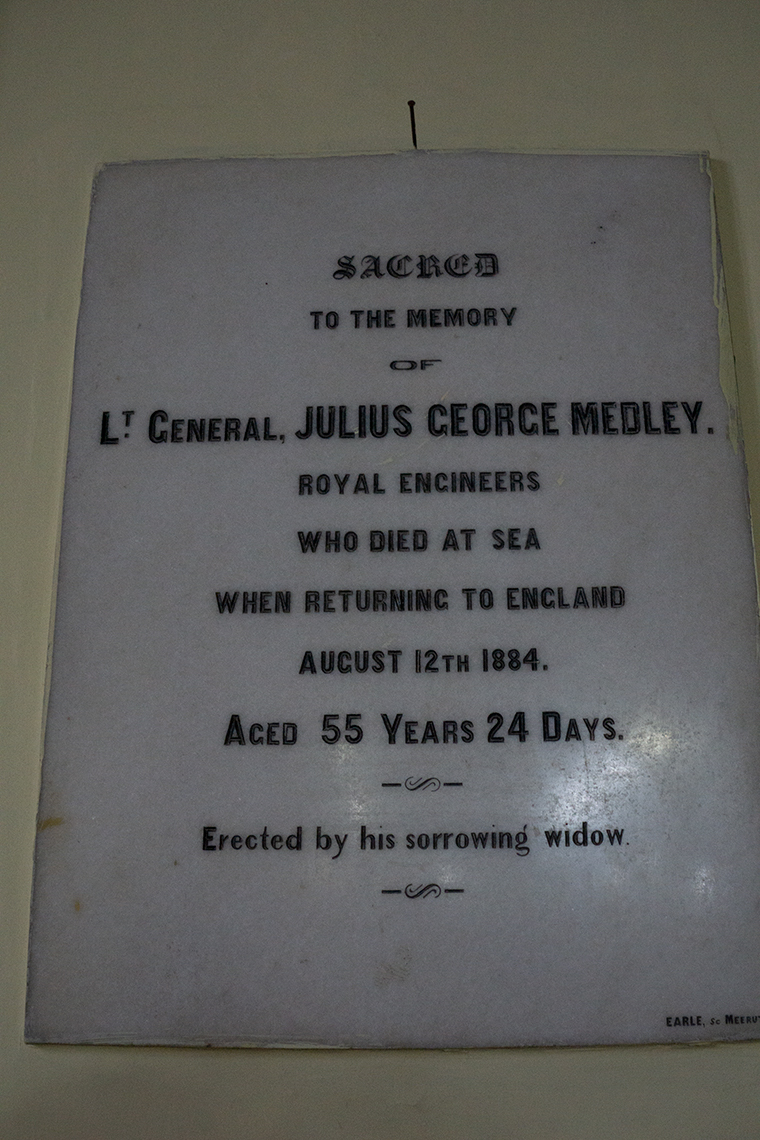 SACRED
TO THE MEMORY
OF
LT. GENERAL, JULIUS GEORGE MEDLEY.
ROYAL ENGINEERS
WHO DIED AT SEA
WHEN RETURNING TO ENGLAND
AUGUST 12TH 1884.
AGED 55 YEARS 24 DAYS.
Erected by his sorrowing widow.
EARLE, Sc MEERUT